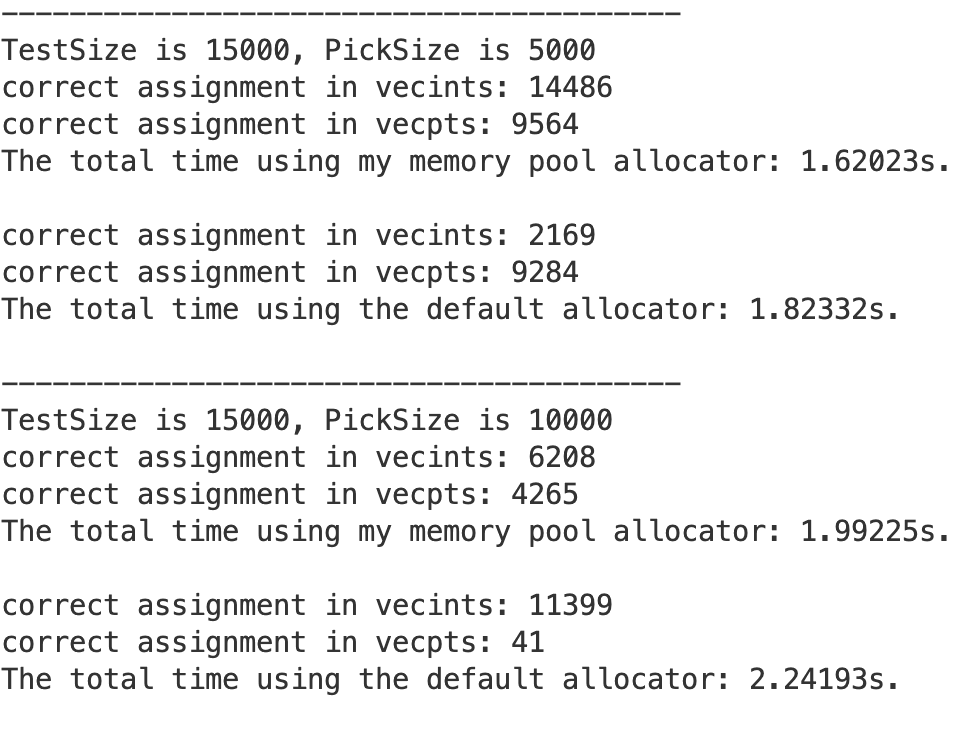 ----------------------------------------
TestSize is 15000, PickSize is 5000
correct assignment in vecints: 14486
correct assignment in vecpts: 9564
The total time using my memory pool allocator: 1.62023s.
correct assignment in vecints: 2169
correct assignment in vecpts: 9284
The total time using the default allocator: 1.82332s.
----------------------------------------
TestSize is 15000, PickSize is 10000
correct assignment in vecints: 6208
correct assignment in vecpts: 4265
The total time using my memory pool allocator: 1.99225s.
correct assignment in vecints: 11399
correct assignment in vecpts: 41
The total time using the default allocator: 2.24193s.